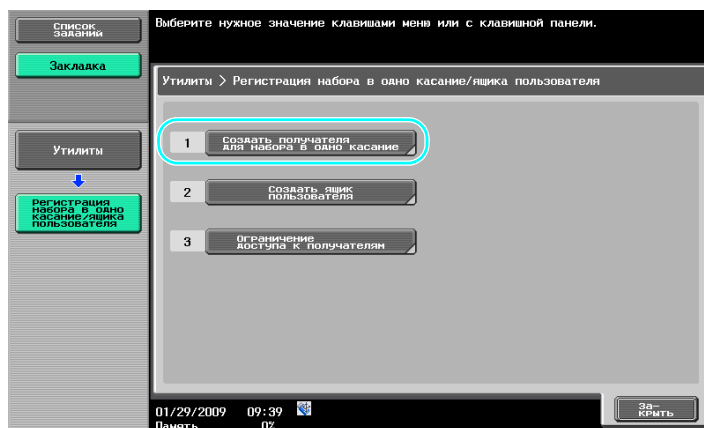 Список
заданий
Выберите нужное значение клавишами меню или с клавишной панели.
Закладка
Утилиты > Регистрация набора в одно касание/ящика пользователя
1 Создать получателя
для набора в одно касание
Утилиты
2 Создать ящик
пользователя
Регистрация
набора в одно
касание/ящика
пользователя
3 Ограничение
доступа к получателям
01/29/2009 09:39
Память 0%
За-
крыть